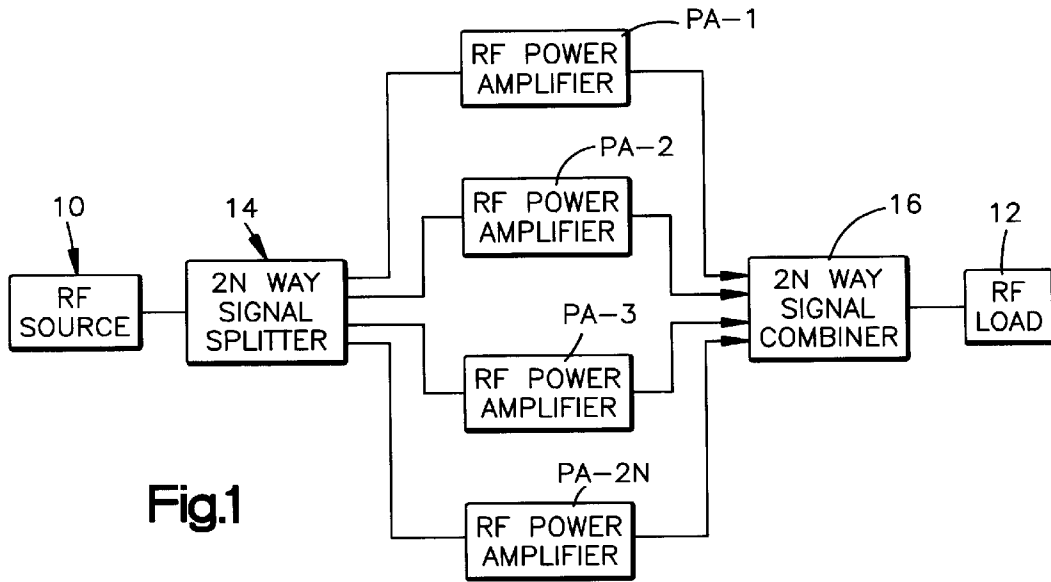 PA-1
RF POWER
AMPLIFIER
PA-2
RF POWER
AMPLIFIER
10
RF
SOURCE
14
2N WAY
SIGNAL
SPLITTER
16
2N WAY
SIGNAL
COMBINER
12
RF
LOAD
PA-3
RF POWER
AMPLIFIER
PA-2N
RF POWER
AMPLIFIER
Fig.1